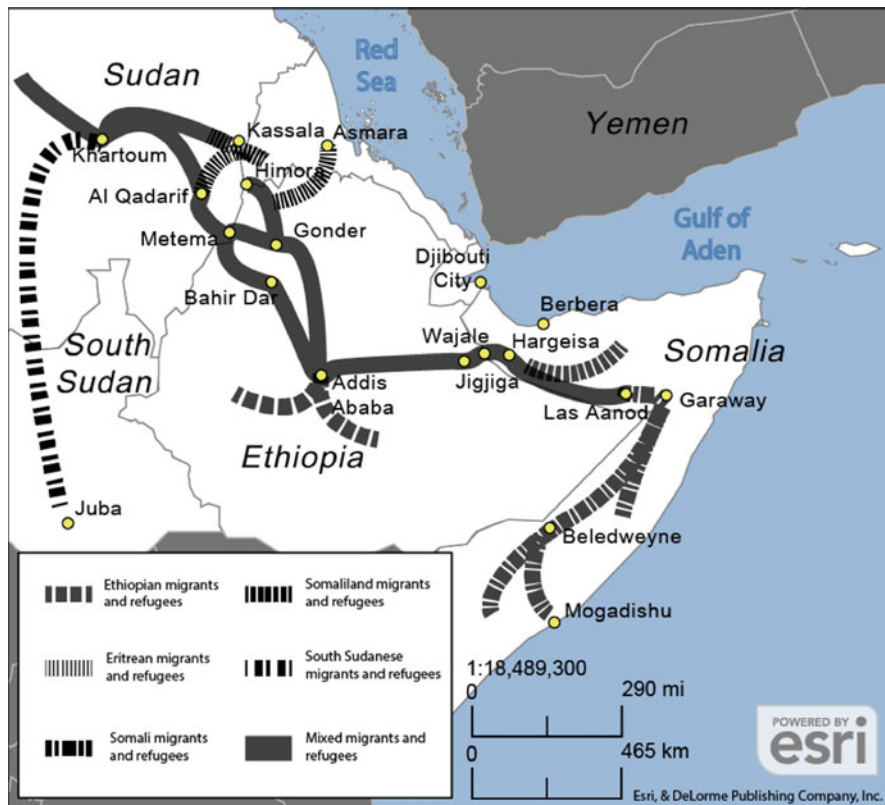 Sudan
Red
Sea
Yemen
Kassala
Asmara
Khartoum
Himora
Al Qadarif
Metema
Gonder
Gulf of
Aden
Djibouti
City
Bahir Dar
Berbera
South
Sudan
Wajale
Hargeisa
Somalia
Addis
Ababa
Jigjiga
Las Aanod
Garaway
Ethiopia
Juba
Beledweyne
Mogadishu
Ethiopian migrants
and refugees
Somaliland migrants
and refugees
Eritrean migrants
and refugees
South Sudanese
migrants and refugees
Somali migrants
and refugees
Mixed migrants and
refugees
1:18,489,300
0
290 mi
0
465 km
POWERED BY
esri
Esri, & DeLorme Publishing Company, Inc.